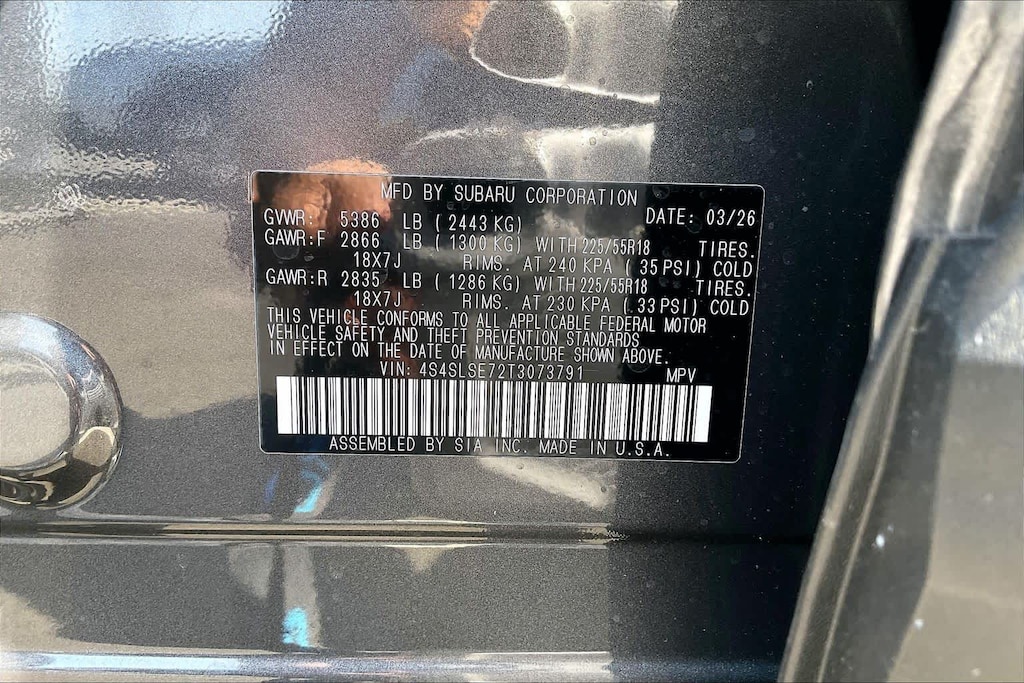 MFD BY SUBARU CORPORATION
GVWR: 5386 LB ( 2443 KG) DATE: 03/26
GAWR:F 2866 LB ( 1300 KG) WITH 225/55R18 TIRES.
18X7J RIMS. AT 240 KPA ( 35 PSI) COLD
GAWR:R 2835 LB ( 1286 KG) WITH 225/55R18 TIRES.
18X7J RIMS. AT 230 KPA ( 33 PSI) COLD
THIS VEHICLE CONFORMS TO ALL APPLICABLE FEDERAL MOTOR
VEHICLE SAFETY AND THEFT PREVENTION STANDARDS
IN EFFECT ON THE DATE OF MANUFACTURE SHOWN ABOVE.
VIN: 4S4SLSE72T3073791 MPV
ASSEMBLED BY SIA INC. MADE IN U.S.A.